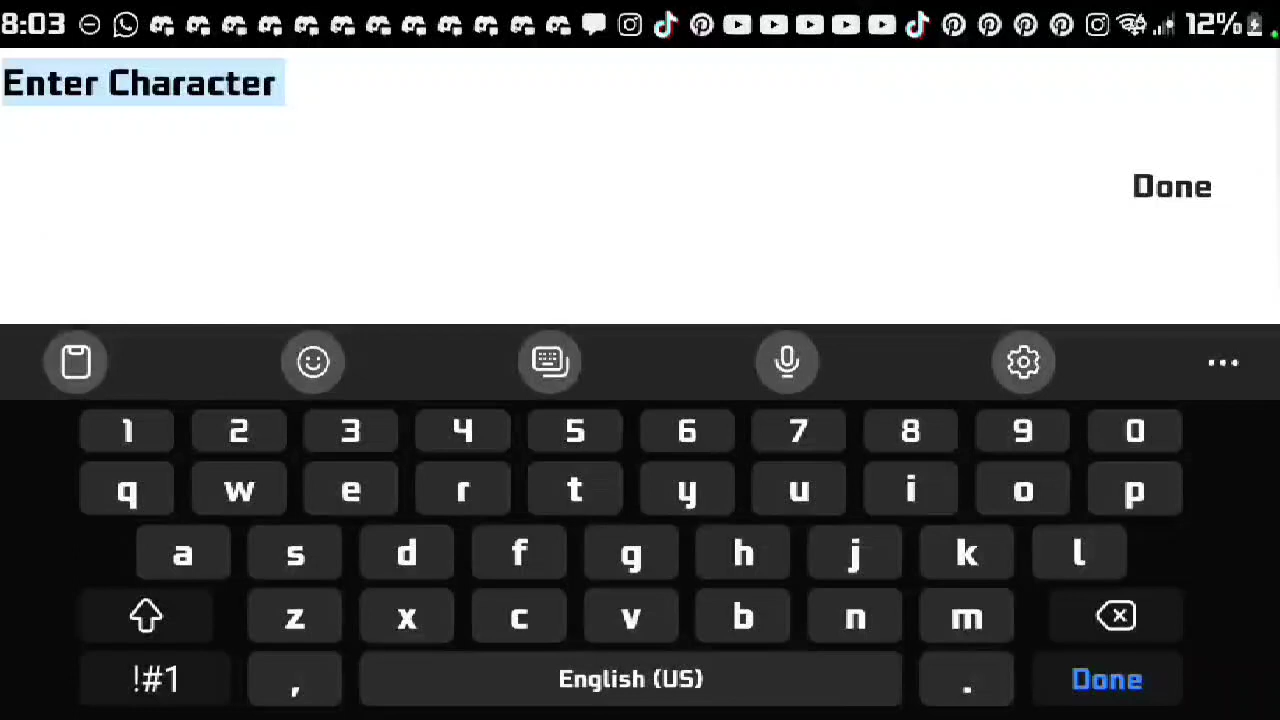 8:03 12%
Enter Character
Done
1 2 3 4 5 6 7 8 9 0
q w e r t y u i o p
a s d f g h j k l
z x c v b n m
!#1 , English (US) . Done